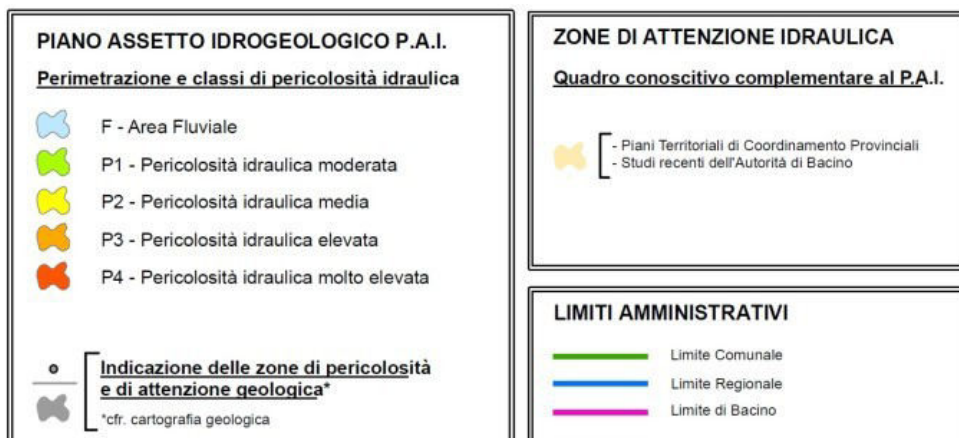 PIANO ASSETTO IDROGEOLOGICO P.A.I.
Perimetrazione e classi di pericolosità idraulica
F - Area Fluviale
P1 - Pericolosità idraulica moderata
P2 - Pericolosità idraulica media
P3 - Pericolosità idraulica elevata
P4 - Pericolosità idraulica molto elevata
Indicazione delle zone di pericolosità
e di attenzione geologica*
*cfr. cartografia geologica
ZONE DI ATTENZIONE IDRAULICA
Quadro conoscitivo complementare al P.A.I.
- Piani Territoriali di Coordinamento Provinciali
- Studi recenti dell'Autorità di Bacino
LIMITI AMMINISTRATIVI
Limite Comunale
Limite Regionale
Limite di Bacino